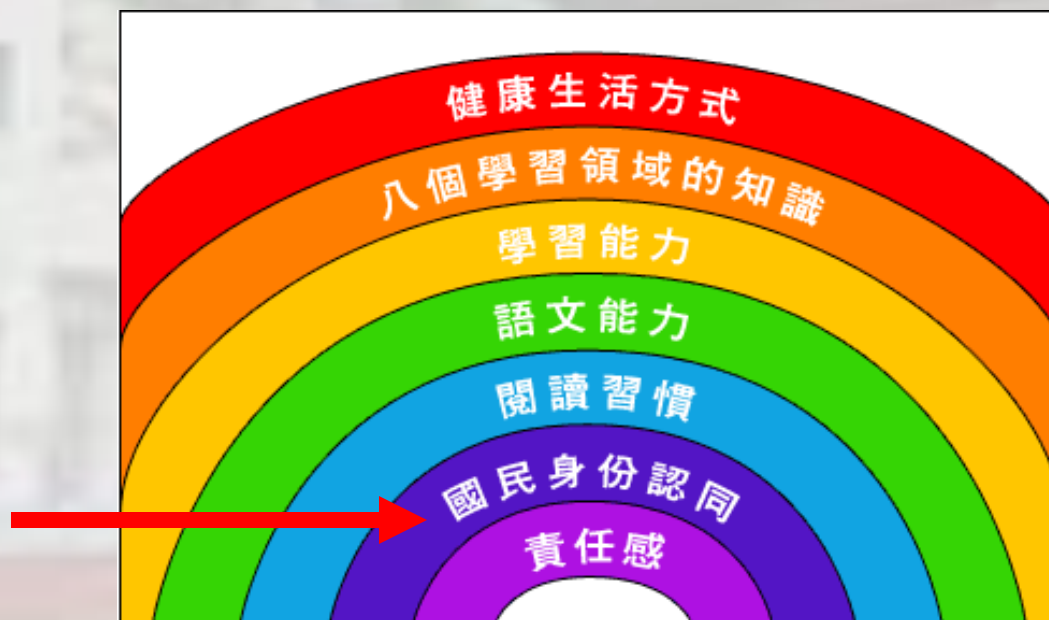 健康生活方式
八個學習領域的知識
學習能力
語文能力
閱讀習慣
國民身份認同
責任感